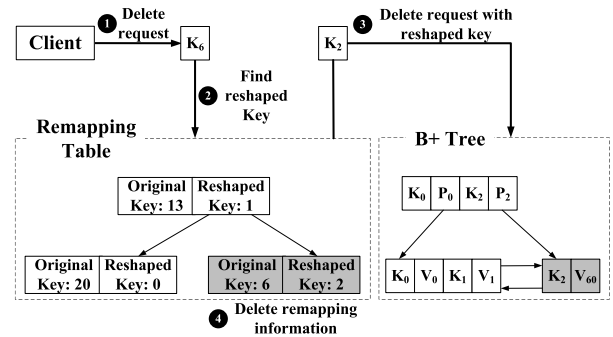 1 Delete request
Client
K6
K2
3 Delete request with reshaped key
2 Find reshaped Key
Remapping Table
B+ Tree
Original Key: 13
Reshaped Key: 1
K0 P0 K2 P2
Original Key: 20
Reshaped Key: 0
Original Key: 6
Reshaped Key: 2
K0 V0 K1 V1
K2 V60
4 Delete remapping information